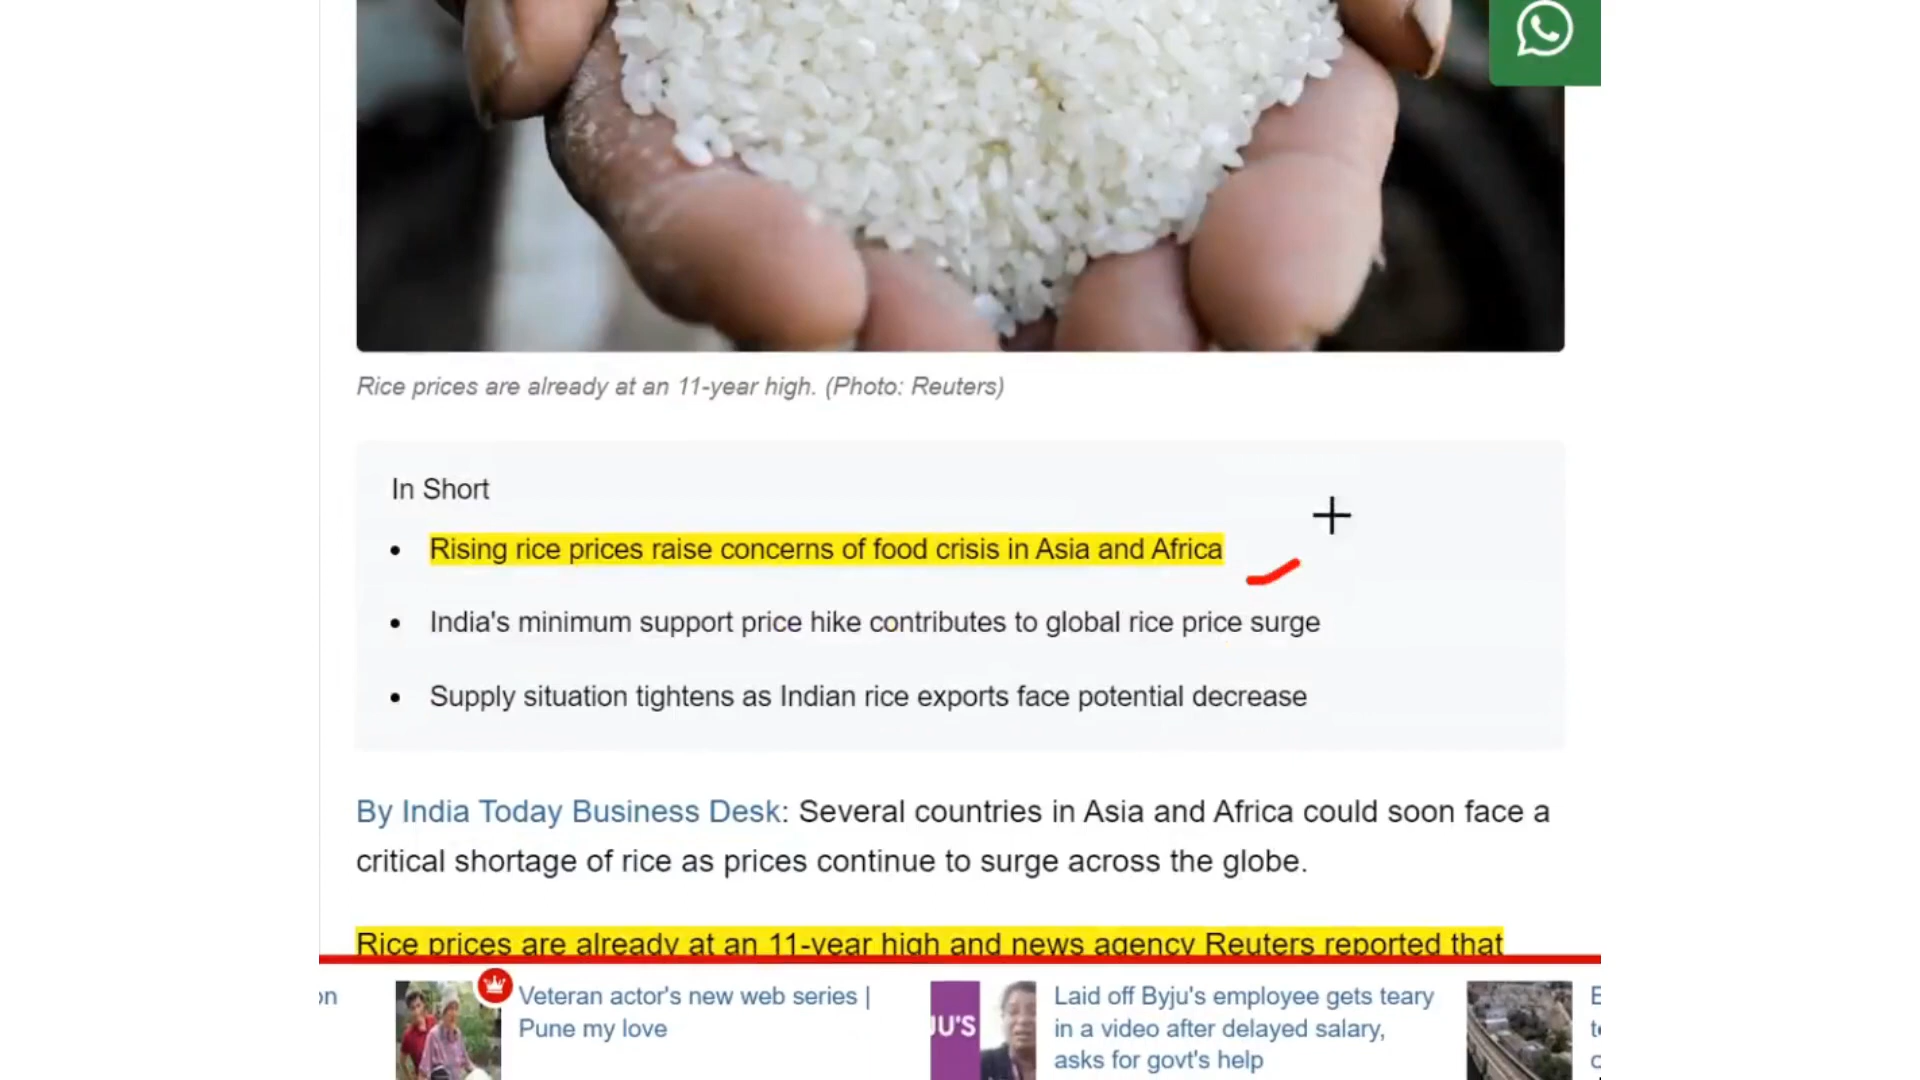 Rice prices are already at an 11-year high. (Photo: Reuters)
In Short
• Rising rice prices raise concerns of food crisis in Asia and Africa
• India's minimum support price hike contributes to global rice price surge
• Supply situation tightens as Indian rice exports face potential decrease
By India Today Business Desk: Several countries in Asia and Africa could soon face a
critical shortage of rice as prices continue to surge across the globe.
Rice prices are already at an 11-year high and news agency Reuters reported that
on
Veteran actor's new web series |
Pune my love
JU'S
Laid off Byju's employee gets teary
in a video after delayed salary,
asks for govt's help